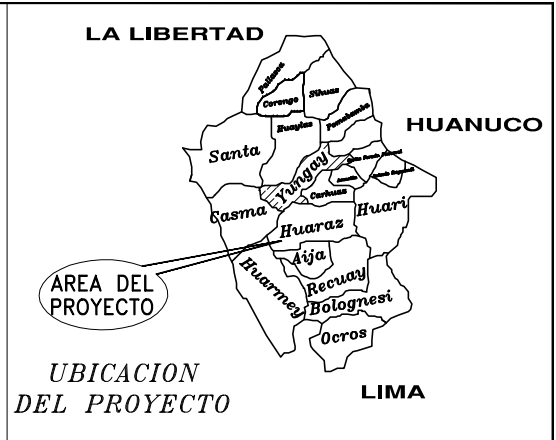 LA LIBERTAD
Pallasca
Corongo
Sihuas
Huaylas
Pomabamba
HUANUCO
Santa
Yungay
Carhuaz
Casma
Huari
Huaraz
Aija
AREA DEL
PROYECTO
Huarmey
Recuay
Bolognesi
Ocros
UBICACION
DEL PROYECTO
LIMA